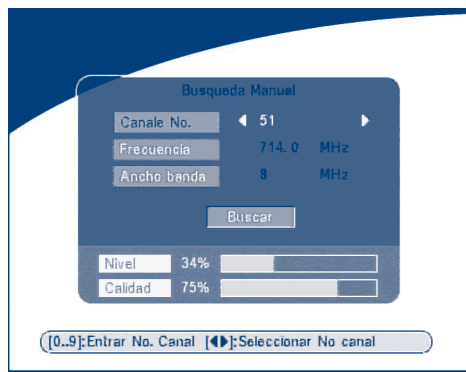 Busqueda Manual
Canale No. 51
Frecuencia 714.0 MHz
Ancho banda 8 MHz
Buscar
Nivel 34%
Calidad 75%
[0..9]:Entrar No. Canal [◀▶]:Seleccionar No canal